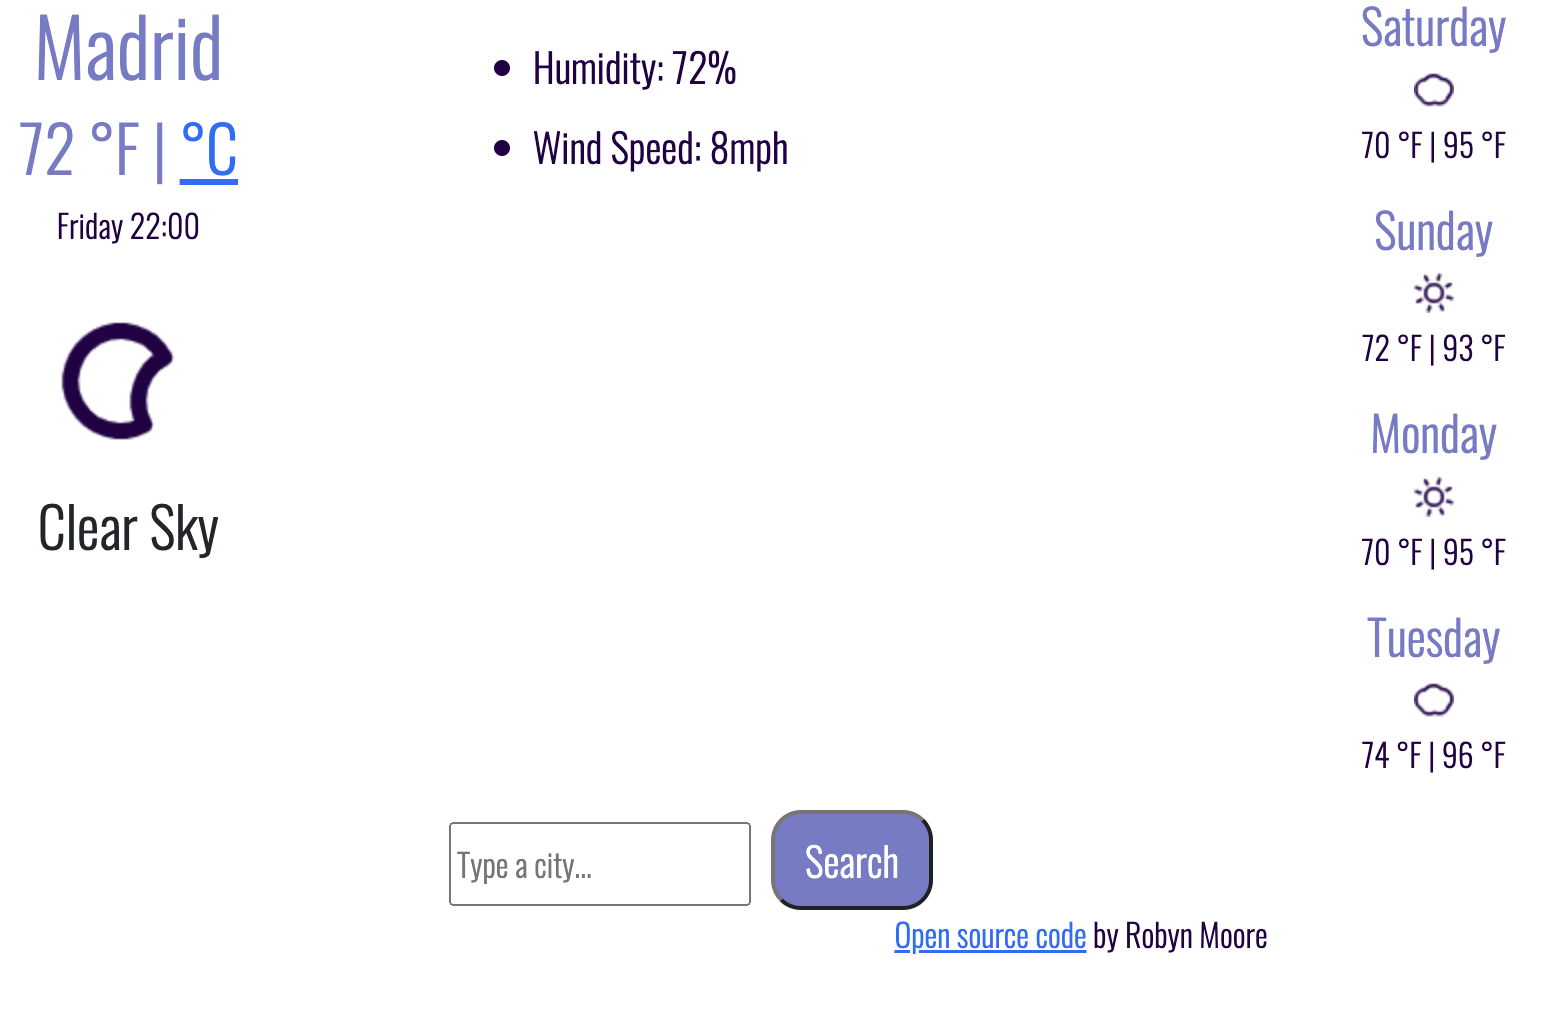 Madrid
72 °F | °C
Friday 22:00
Clear Sky
Humidity: 72%
Wind Speed: 8mph
Saturday
70 °F | 95 °F
Sunday
72 °F | 93 °F
Monday
70 °F | 95 °F
Tuesday
74 °F | 96 °F
Type a city...
Search
Open source code by Robyn Moore